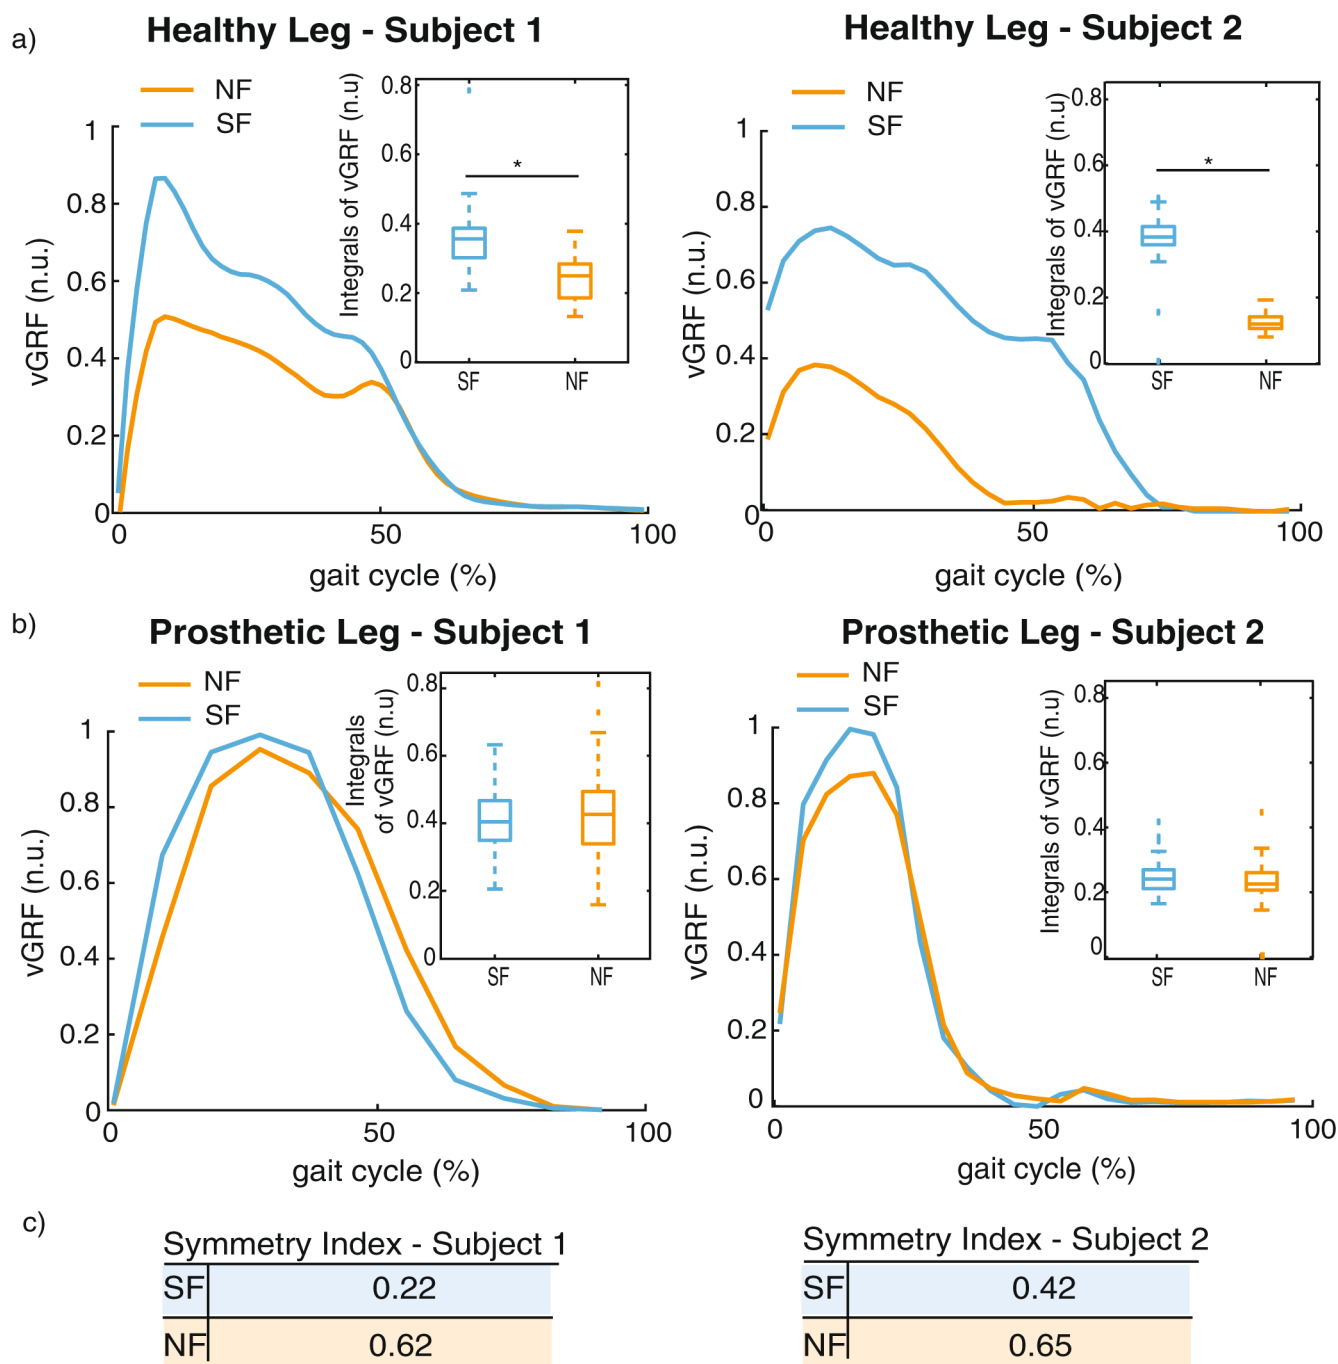 a)
Healthy Leg - Subject 1
NF
SF
vGRF (n.u.)
1
0.8
0.6
0.4
0.2
0
0
50
100
gait cycle (%)
Integrals of vGRF (n.u)
0.8
0.6
0.4
0.2
0
SF
NF
*
Healthy Leg - Subject 2
NF
SF
vGRF (n.u.)
1
0.8
0.6
0.4
0.2
0
0
50
100
gait cycle (%)
Integrals of vGRF (n.u)
0.8
0.6
0.4
0.2
0
SF
NF
*
b)
Prosthetic Leg - Subject 1
NF
SF
vGRF (n.u.)
1
0.8
0.6
0.4
0.2
0
0
50
100
gait cycle (%)
Integrals
of vGRF (n.u)
0.8
0.6
0.4
0.2
0
SF
NF
Prosthetic Leg - Subject 2
NF
SF
vGRF (n.u.)
1
0.8
0.6
0.4
0.2
0
0
50
100
gait cycle (%)
Integrals of vGRF (n.u)
0.8
0.6
0.4
0.2
0
SF
NF
c)
Symmetry Index - Subject 1
SF 0.22
NF 0.62
Symmetry Index - Subject 2
SF 0.42
NF 0.65